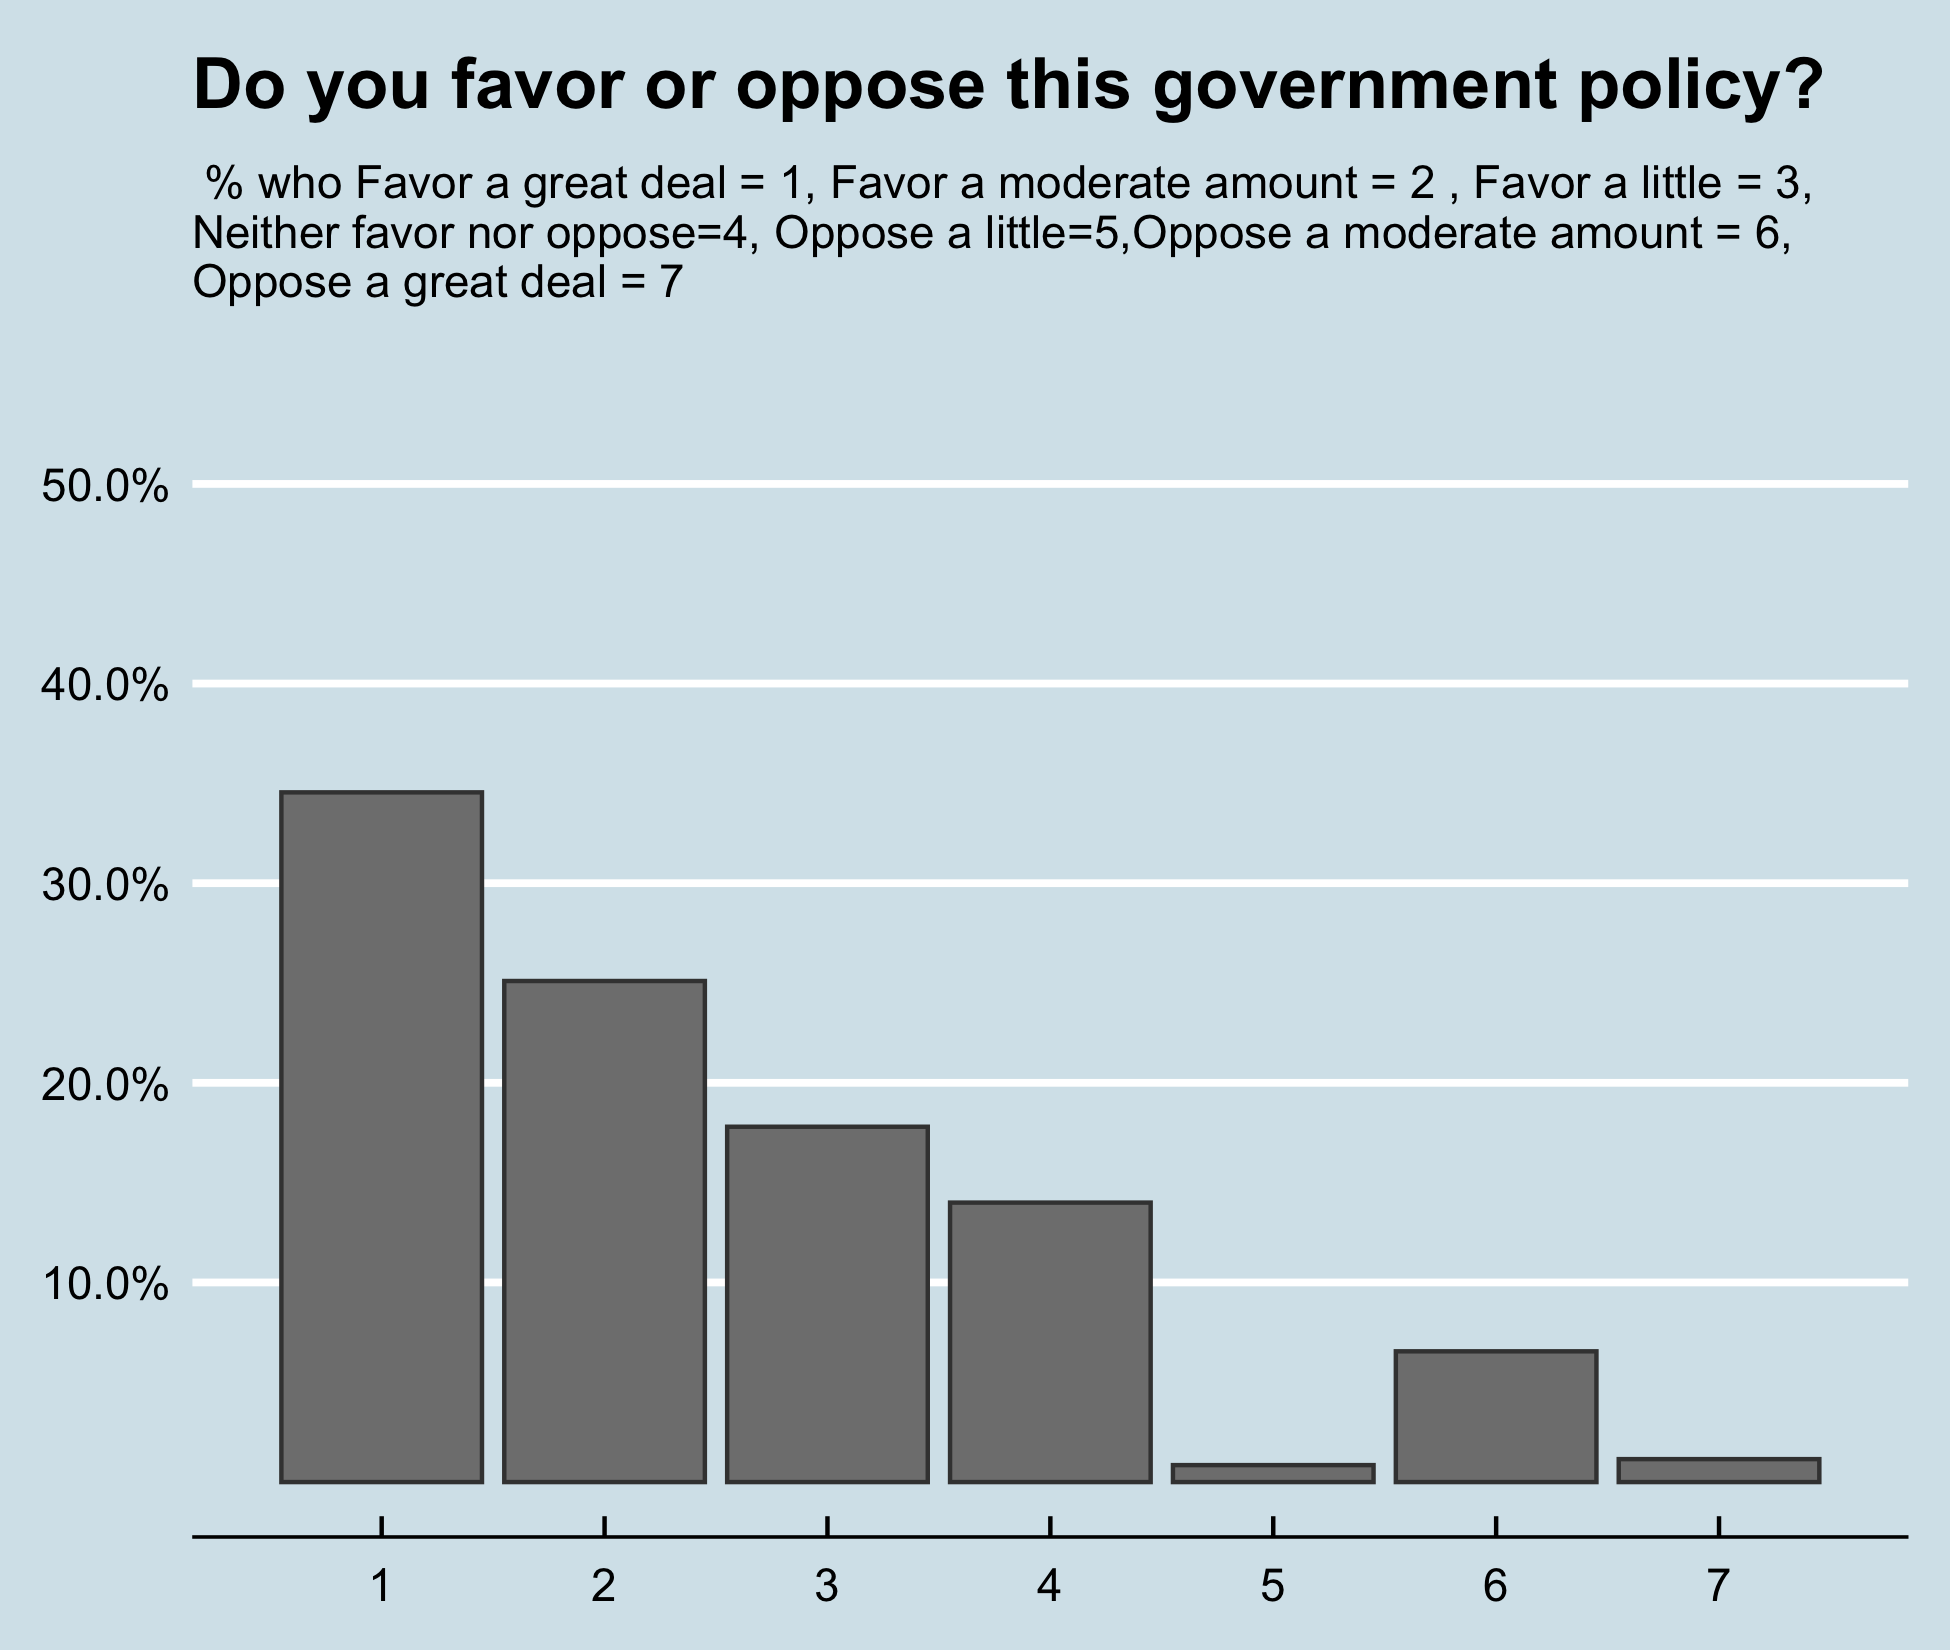 Do you favor or oppose this government policy?
% who Favor a great deal = 1, Favor a moderate amount = 2 , Favor a little = 3,
Neither favor nor oppose=4, Oppose a little=5,Oppose a moderate amount = 6,
Oppose a great deal = 7
50.0%
40.0%
30.0%
20.0%
10.0%
1 2 3 4 5 6 7